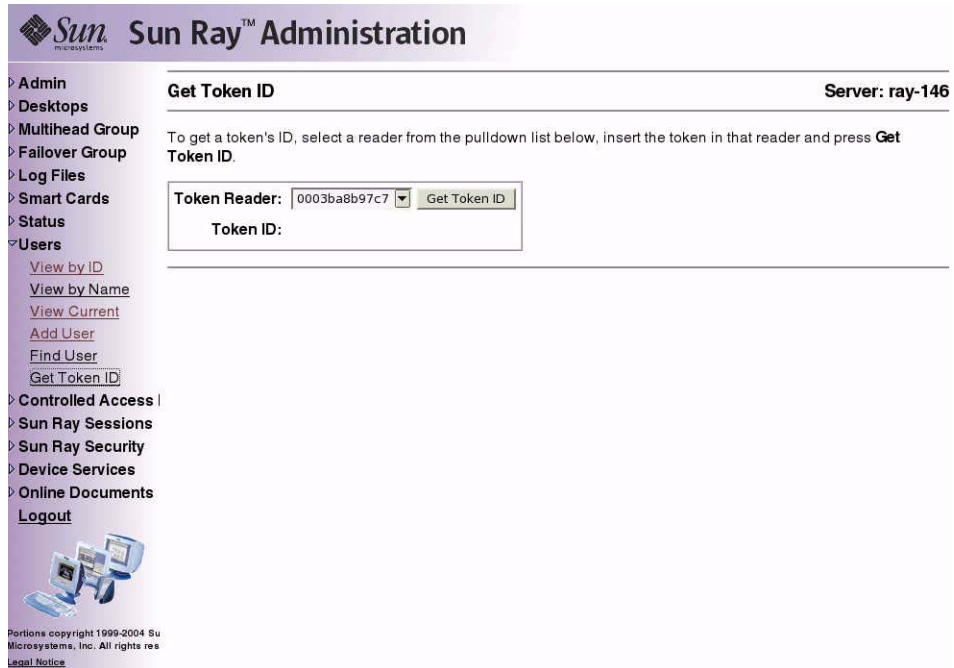 Sun microsystems Sun Ray™ Administration
Admin
Desktops
Multihead Group
Failover Group
Log Files
Smart Cards
Status
Users
View by ID
View by Name
View Current
Add User
Find User
Get Token ID
Controlled Access
Sun Ray Sessions
Sun Ray Security
Device Services
Online Documents
Logout
Portions copyright 1999-2004 Su
Microsystems, Inc. All rights res
Legal Notice
Get Token ID Server: ray-146
To get a token's ID, select a reader from the pulldown list below, insert the token in that reader and press Get
Token ID.
Token Reader: 0003ba8b97c7 Get Token ID
Token ID: